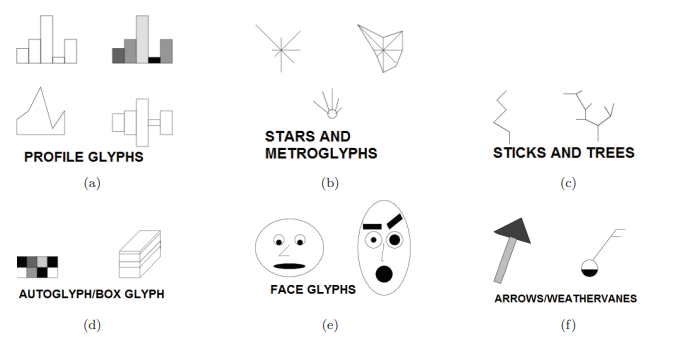 PROFILE GLYPHS
(a)
STARS AND
METROGLYPHS
(b)
STICKS AND TREES
(c)
AUTOGLYPH/BOX GLYPH
(d)
FACE GLYPHS
(e)
ARROWS/WEATHERVANES
(f)